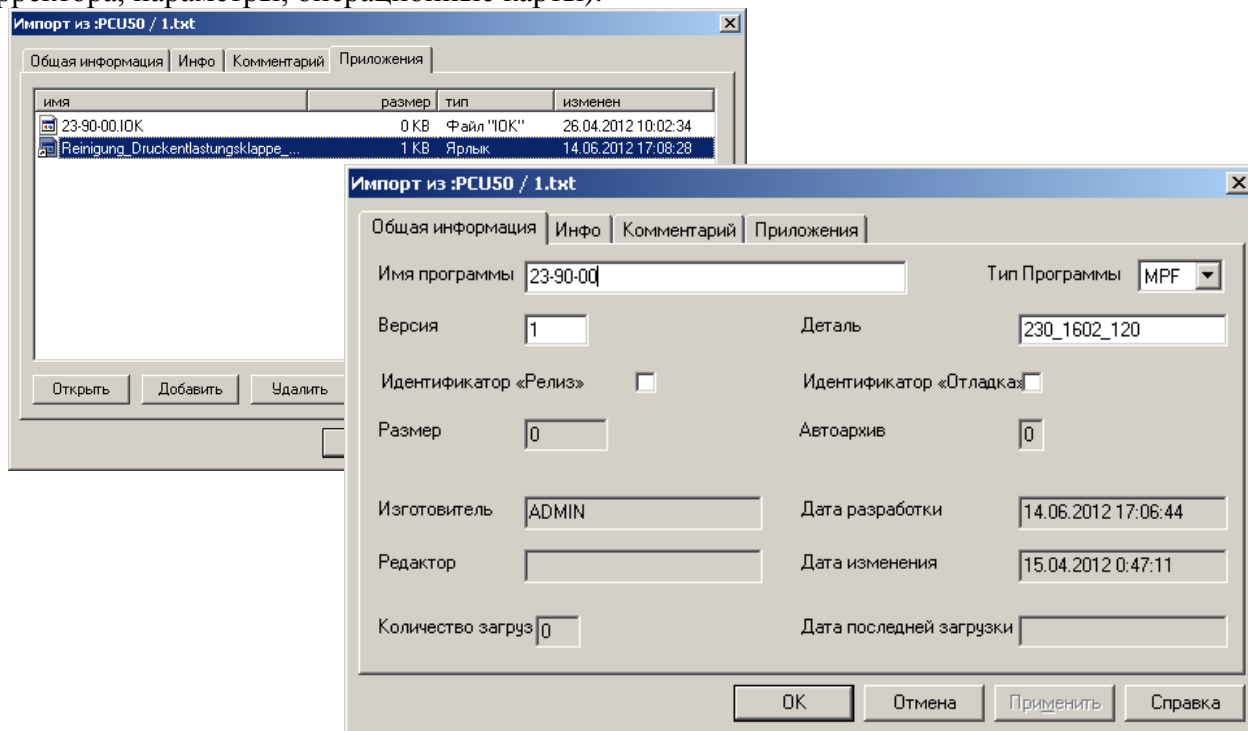 рректора, параметры, операционные карты).
Импорт из :PCU50 / 1.txt
Общая информация Инфо Комментарий Приложения
имя размер тип изменен
23-90-00.IOK 0 KB Файл "IOK" 26.04.2012 10:02:34
Reinigung_Druckentlastungsklappe_... 1 KB Ярлык 14.06.2012 17:08:28
Открыть Добавить Удалить
Импорт из :PCU50 / 1.txt
Общая информация Инфо Комментарий Приложения
Имя программы 23-90-00 Тип Программы MPF
Версия 1 Деталь 230_1602_120
Идентификатор «Релиз» Идентификатор «Отладка»
Размер 0 Автоархив 0
Изготовитель ADMIN Дата разработки 14.06.2012 17:06:44
Редактор Дата изменения 15.04.2012 0:47:11
Количество загруз 0 Дата последней загрузки
OK Отмена Применить Справка